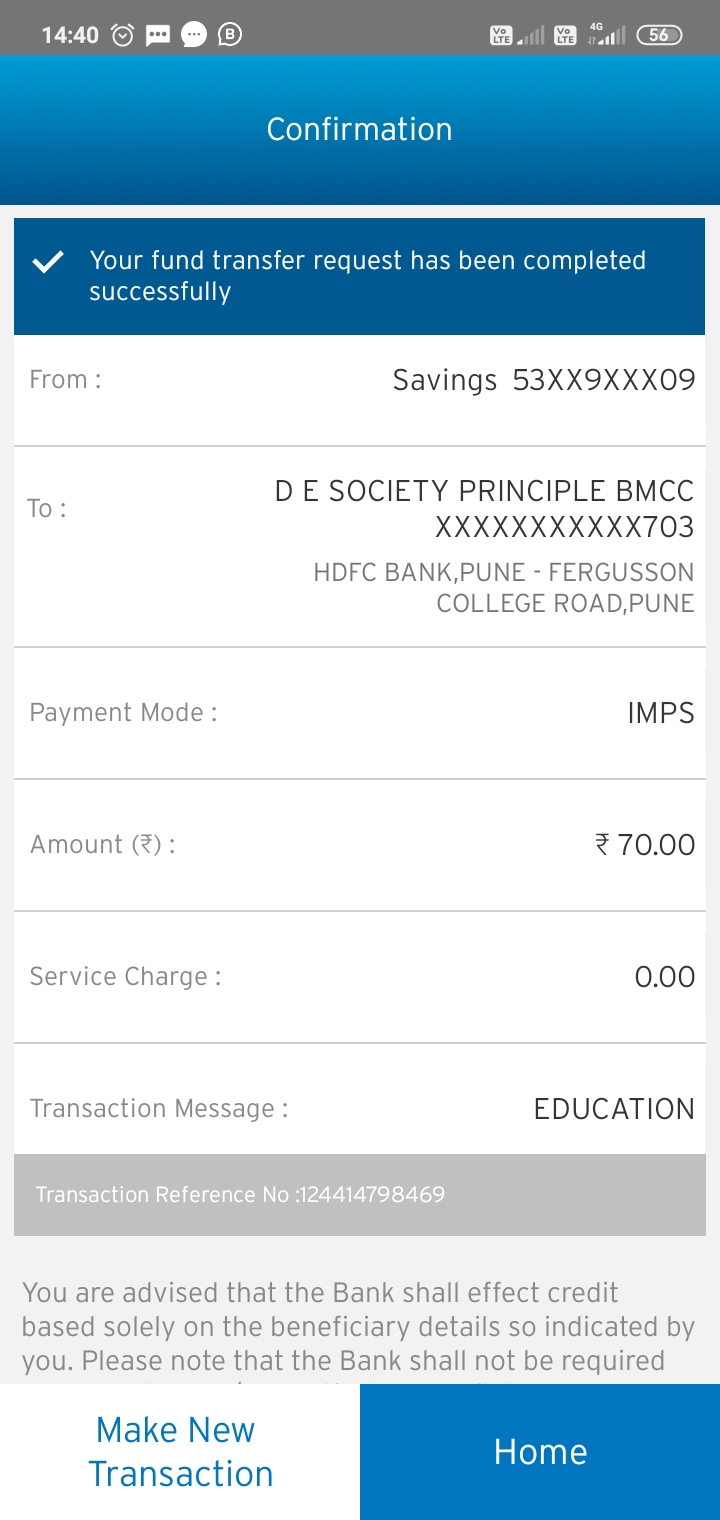 14:40
B
Vo LTE
Vo LTE
4G
56
Confirmation
Your fund transfer request has been completed
successfully
From :
Savings 53XX9XXX09
To :
D E SOCIETY PRINCIPLE BMCC
XXXXXXXXXXX703
HDFC BANK,PUNE - FERGUSSON
COLLEGE ROAD,PUNE
Payment Mode :
IMPS
Amount (₹) :
₹ 70.00
Service Charge :
0.00
Transaction Message :
EDUCATION
Transaction Reference No :124414798469
You are advised that the Bank shall effect credit
based solely on the beneficiary details so indicated by
you. Please note that the Bank shall not be required
Make New
Transaction
Home